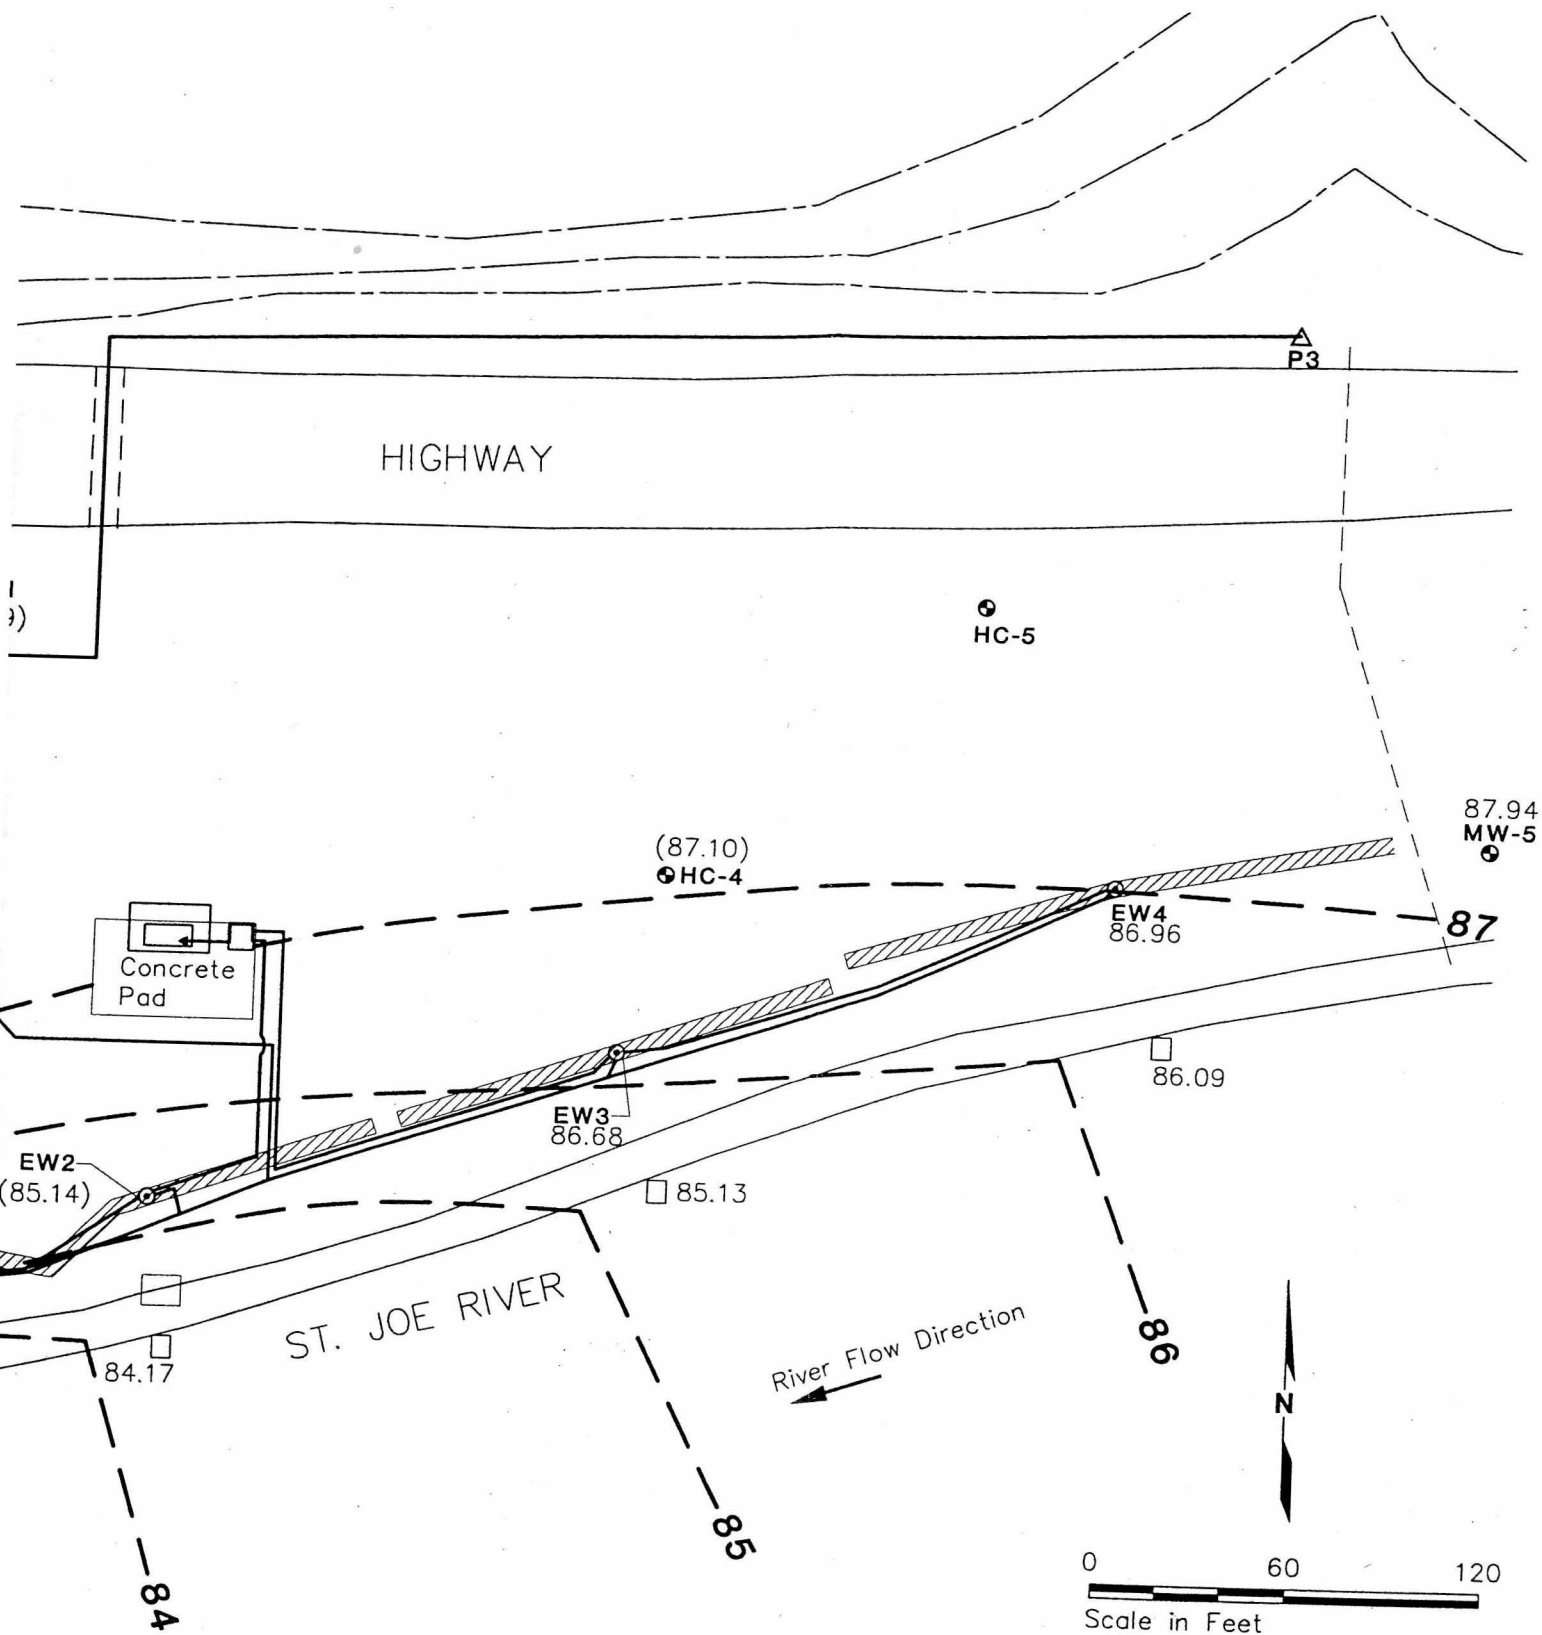 P3
HIGHWAY
9)
HC-5
87.94
MW-5
(87.10)
HC-4
EW4
86.96
87
Concrete
Pad
86.09
EW3
86.68
EW2
(85.14)
85.13
ST. JOE RIVER
River Flow Direction
86
84.17
N
85
84
0 60 120
Scale in Feet